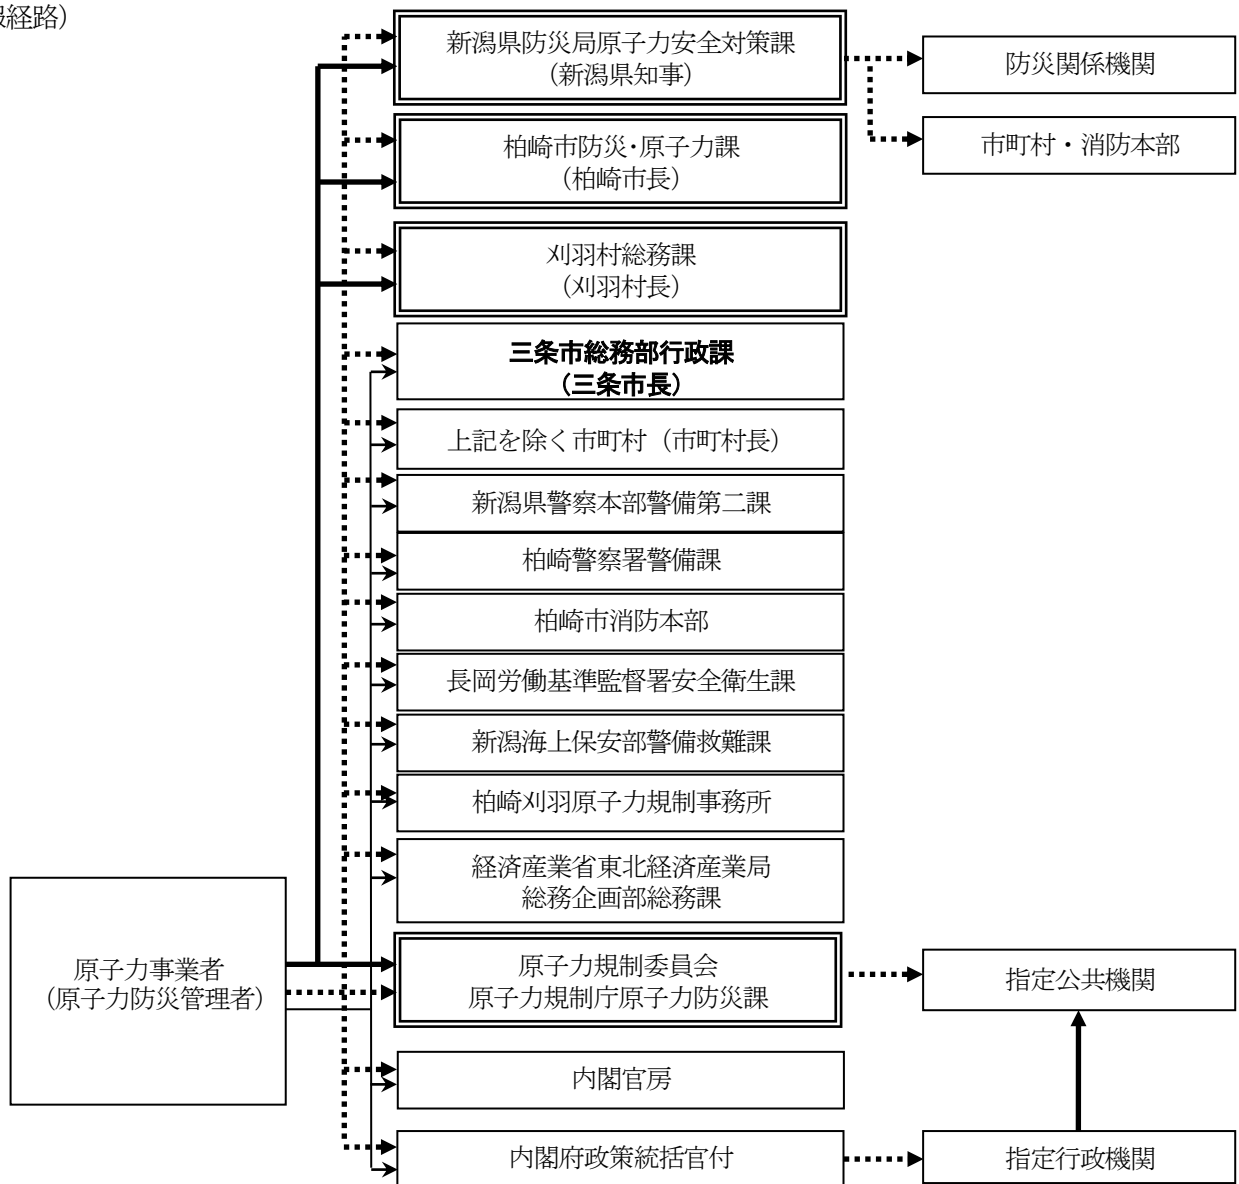 報経路）
新潟県防災局原子力安全対策課
（新潟県知事）
防災関係機関
市町村・消防本部
柏崎市防災･原子力課
（柏崎市長）
刈羽村総務課
（刈羽村長）
三条市総務部行政課
（三条市長）
上記を除く市町村（市町村長）
新潟県警察本部警備第二課
柏崎警察署警備課
柏崎市消防本部
長岡労働基準監督署安全衛生課
新潟海上保安部警備救難課
柏崎刈羽原子力規制事務所
経済産業省東北経済産業局
総務企画部総務課
原子力事業者
（原子力防災管理者）
原子力規制委員会
原子力規制庁原子力防災課
指定公共機関
内閣官房
内閣府政策統括官付
指定行政機関